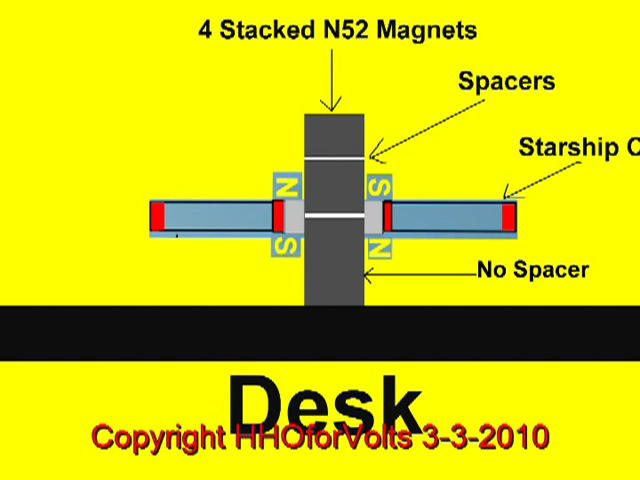 4 Stacked N52 Magnets
Spacers
Starship C
N S
S N
No Spacer
Desk
Copyright HHOforVolts 3-3-2010